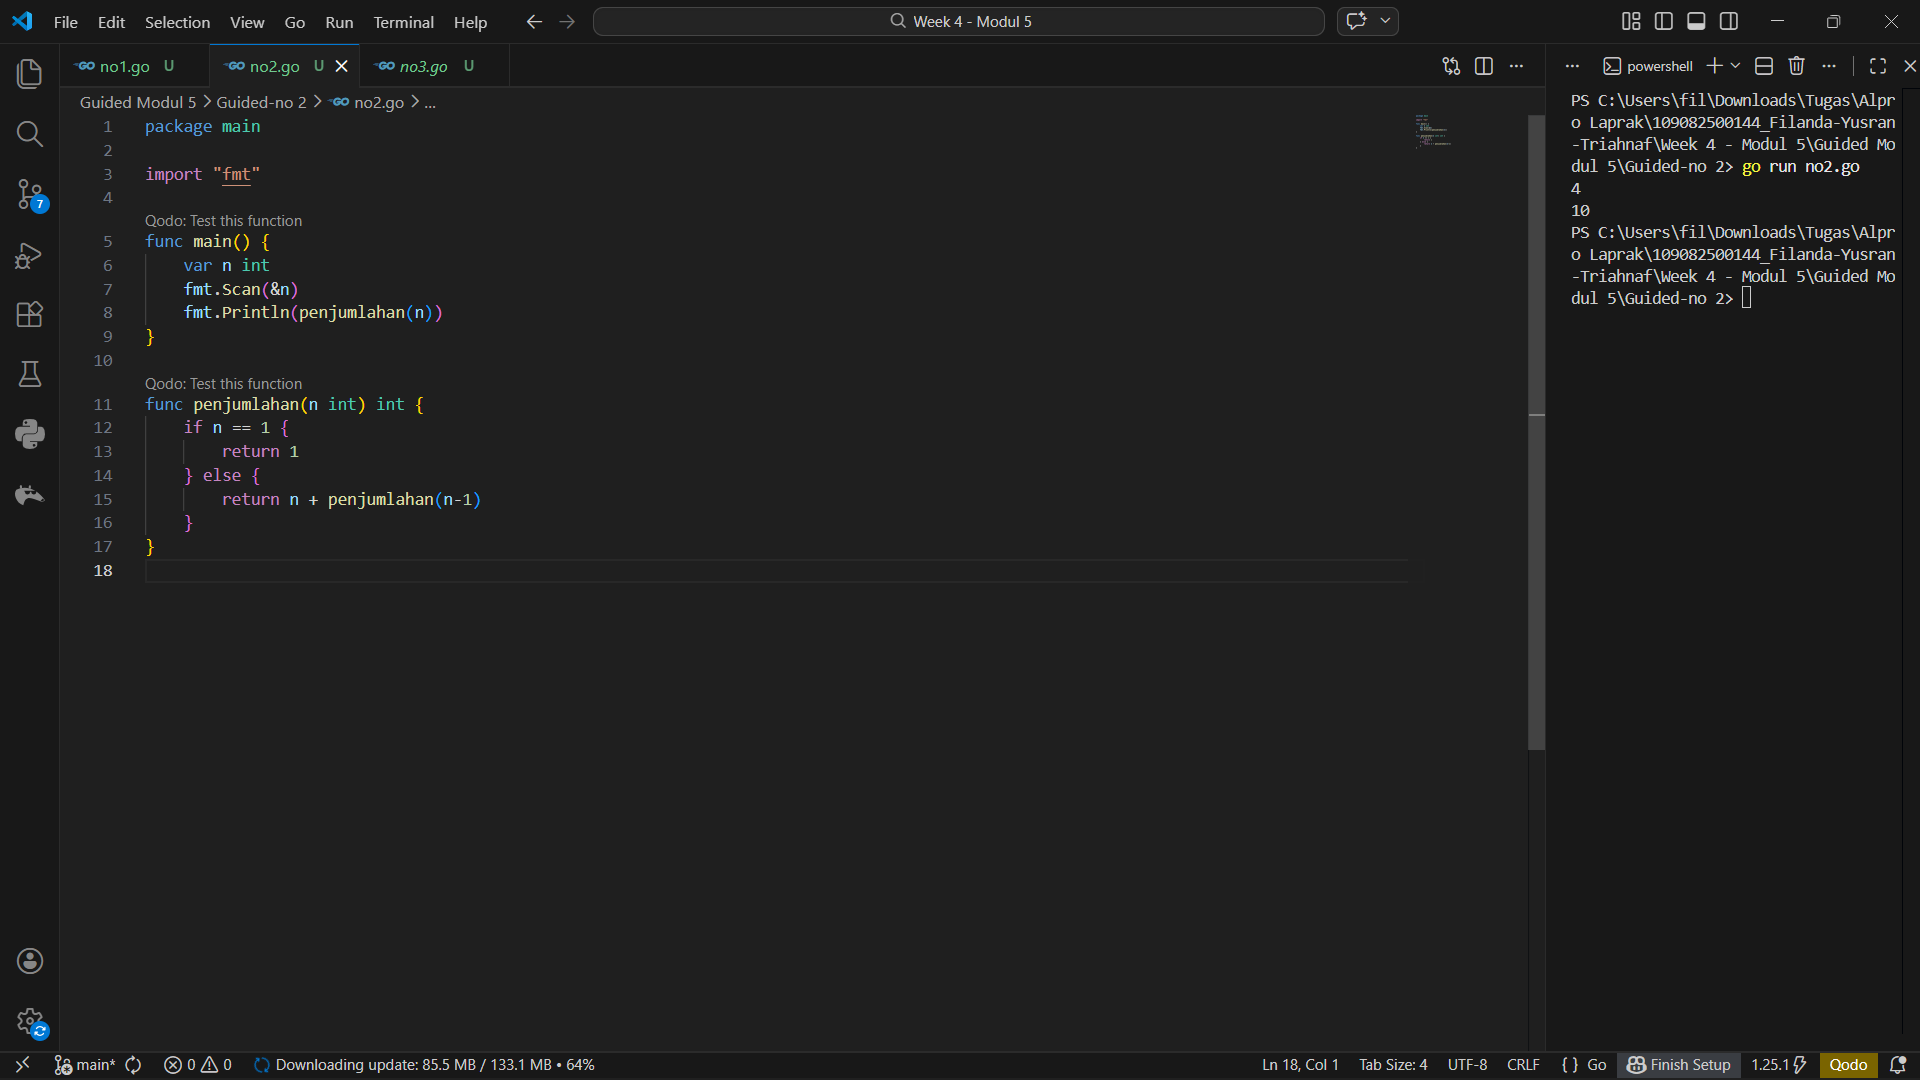 File Edit Selection View Go Run Terminal Help
Week 4 - Modul 5
GO no1.go U
GO no2.go U
GO no3.go U
powershell
Guided Modul 5 > Guided-no 2 > GO no2.go > ...
1 package main
2
3 import "fmt"
4
Qodo: Test this function
5 func main() {
6 var n int
7 fmt.Scan(&n)
8 fmt.Println(penjumlahan(n))
9 }
10
Qodo: Test this function
11 func penjumlahan(n int) int {
12 if n == 1 {
13 return 1
14 } else {
15 return n + penjumlahan(n-1)
16 }
17 }
18
PS C:\Users\fil\Downloads\Tugas\Alpr
o Laprak\109082500144_Filanda-Yusran
-Triahnaf\Week 4 - Modul 5\Guided Mo
dul 5\Guided-no 2> go run no2.go
4
10
PS C:\Users\fil\Downloads\Tugas\Alpr
o Laprak\109082500144_Filanda-Yusran
-Triahnaf\Week 4 - Modul 5\Guided Mo
dul 5\Guided-no 2>
7
main* 0 0 Downloading update: 85.5 MB / 133.1 MB • 64% Ln 18, Col 1 Tab Size: 4 UTF-8 CRLF { } Go Finish Setup 1.25.1 Qodo